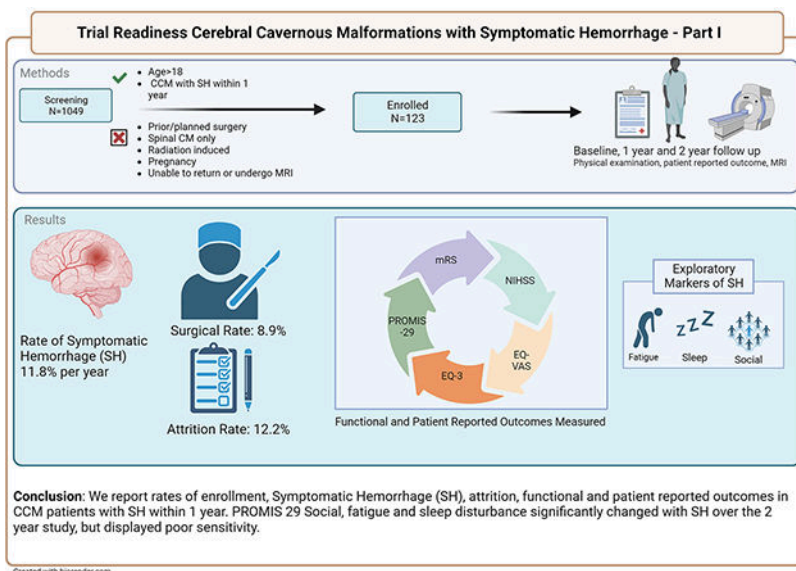 Trial Readiness Cerebral Cavernous Malformations with Symptomatic Hemorrhage - Part I
Methods
Screening
N=1049
• Age>18
• CCM with SH within 1
year
• Prior/planned surgery
• Spinal CM only
• Radiation induced
• Pregnancy
• Unable to return or undergo MRI
Enrolled
N=123
Baseline, 1 year and 2 year follow up
Physical examination, patient reported outcome, MRI
Results
Rate of Symptomatic
Hemorrhage (SH)
11.8% per year
Surgical Rate: 8.9%
Attrition Rate: 12.2%
mRS
NIHSS
EQ-
VAS
EQ-3
PROMIS
-29
Functional and Patient Reported Outcomes Measured
Exploratory
Markers of SH
Fatigue
ZZZ
Sleep
Social
Conclusion: We report rates of enrollment, Symptomatic Hemorrhage (SH), attrition, functional and patient reported outcomes in
CCM patients with SH within 1 year. PROMIS 29 Social, fatigue and sleep disturbance significantly changed with SH over the 2
year study, but displayed poor sensitivity.
Created with biorender.com